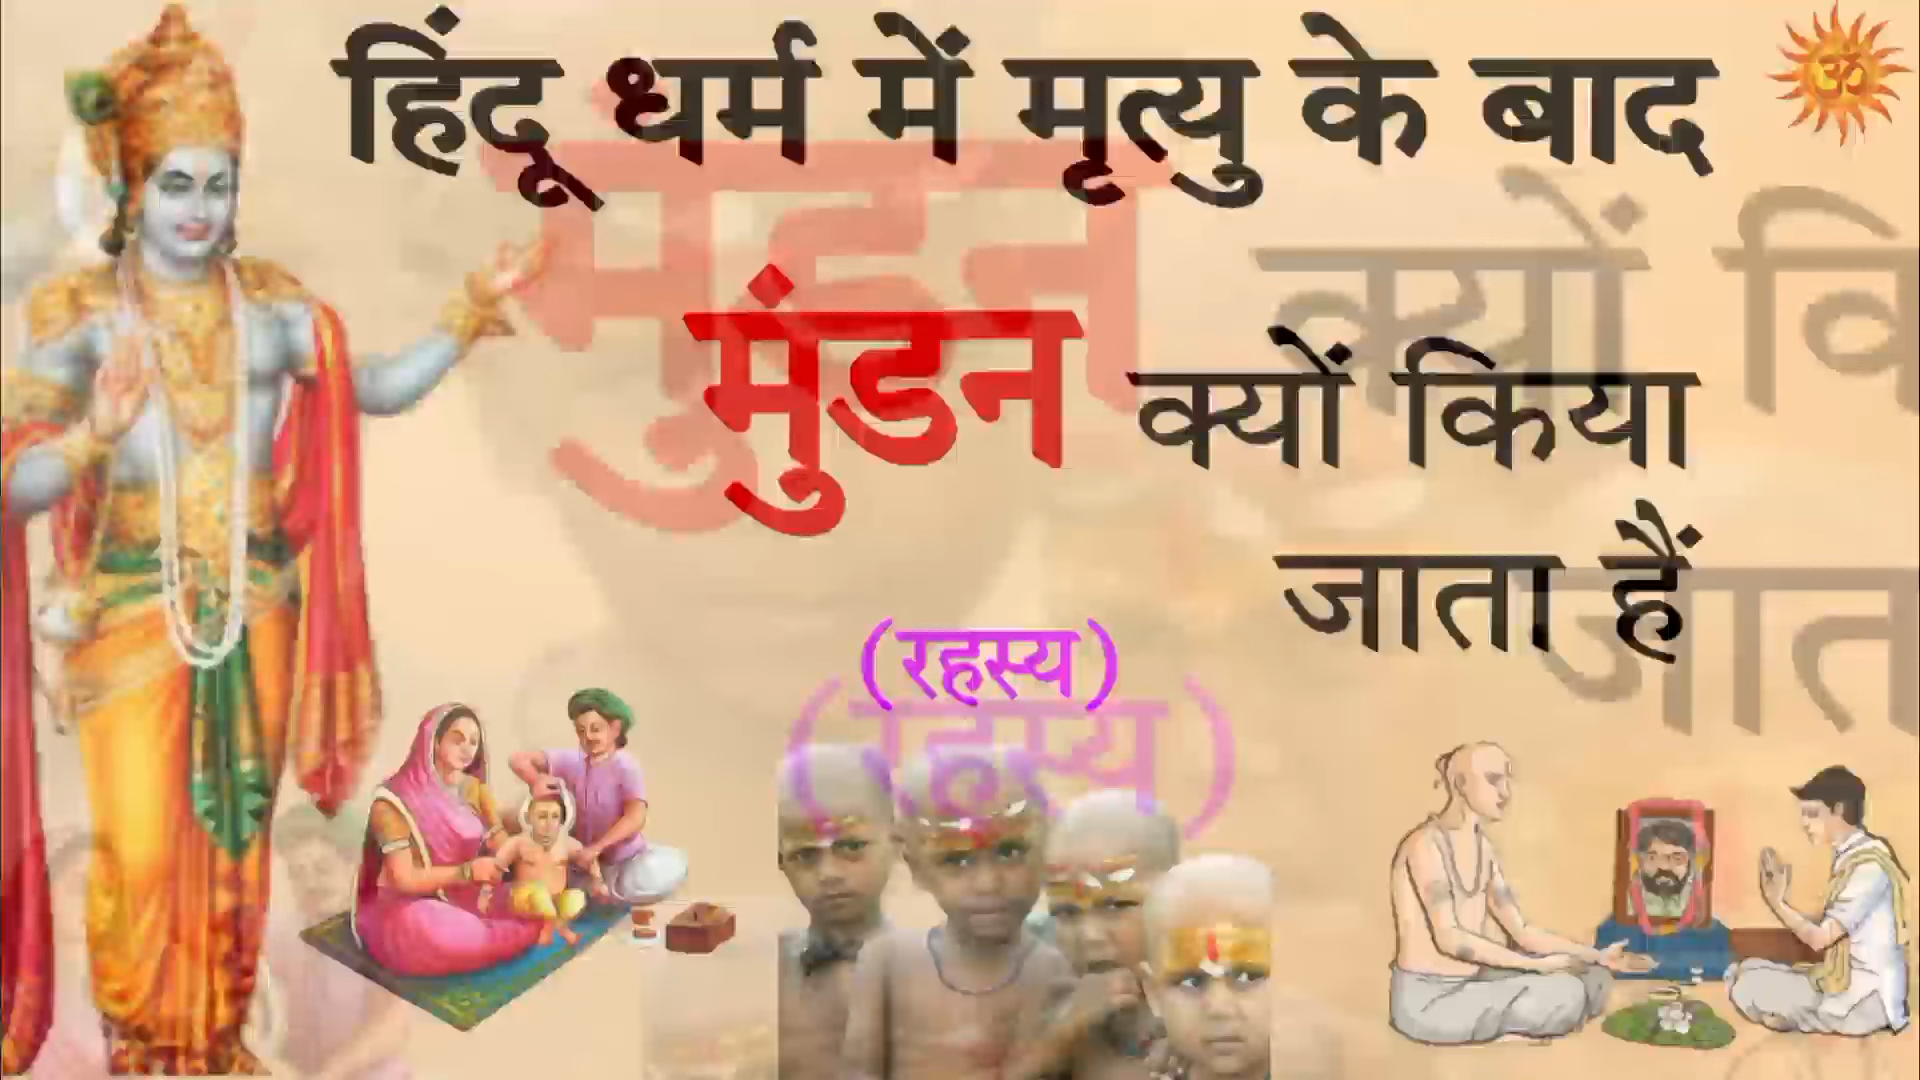 हिंदू धर्म में मृत्यु के बाद
मुंडन क्यों किया
जाता हैं
(रहस्य)
ॐ